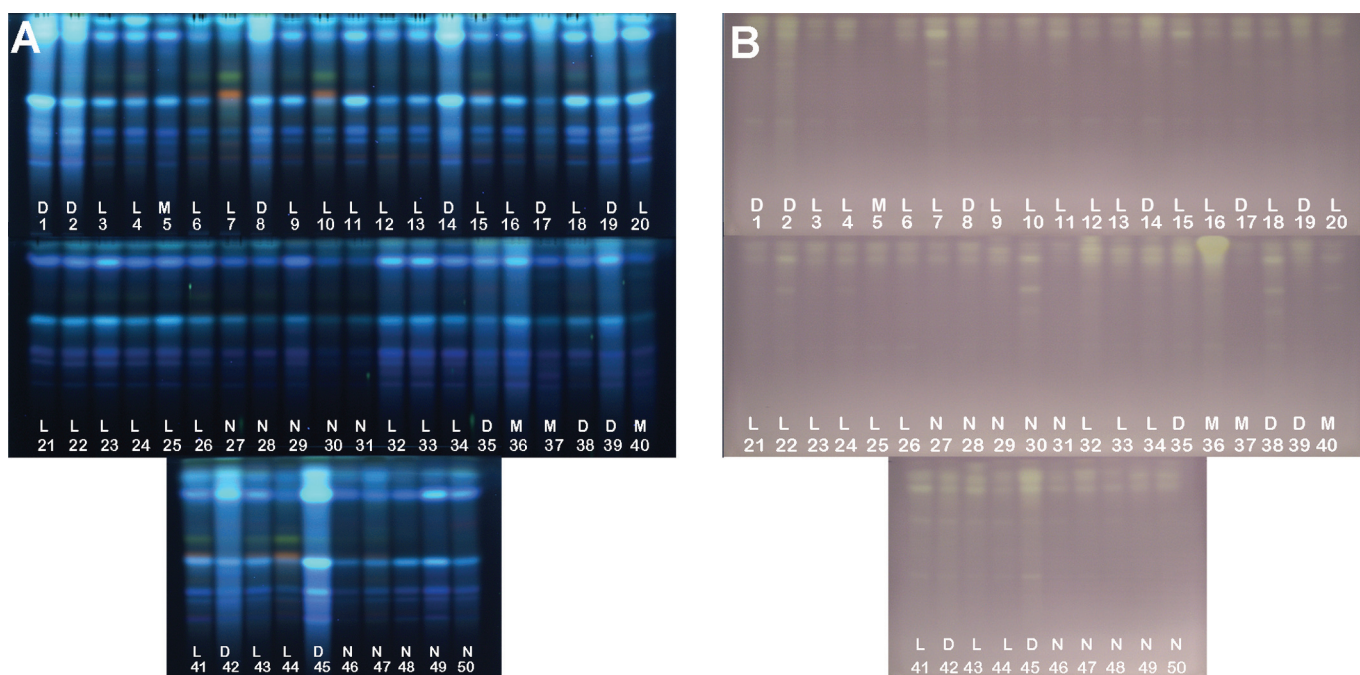 A
D D L L M L L D L L L L L D L L D L D L
1 2 3 4 5 6 7 8 9 10 11 12 13 14 15 16 17 18 19 20
L L L L L L N N N N N L L L D M M D D M
21 22 23 24 25 26 27 28 29 30 31 32 33 34 35 36 37 38 39 40
L D L L D N N N N N
41 42 43 44 45 46 47 48 49 50
B
D D L L M L L D L L L L L D L L D L D L
1 2 3 4 5 6 7 8 9 10 11 12 13 14 15 16 17 18 19 20
L L L L L L N N N N N L L L D M M D D M
21 22 23 24 25 26 27 28 29 30 31 32 33 34 35 36 37 38 39 40
L D L L D N N N N N
41 42 43 44 45 46 47 48 49 50